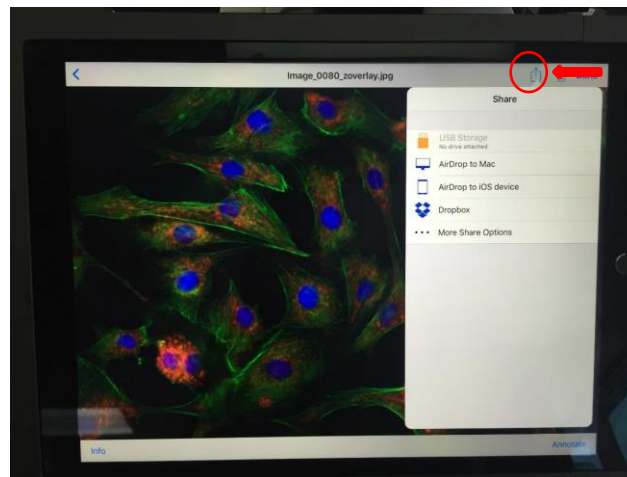 Image_0080_zoverlay.jpg
Share
USB Storage
No drive attached
AirDrop to Mac
AirDrop to iOS device
Dropbox
More Share Options
Info
Annotate